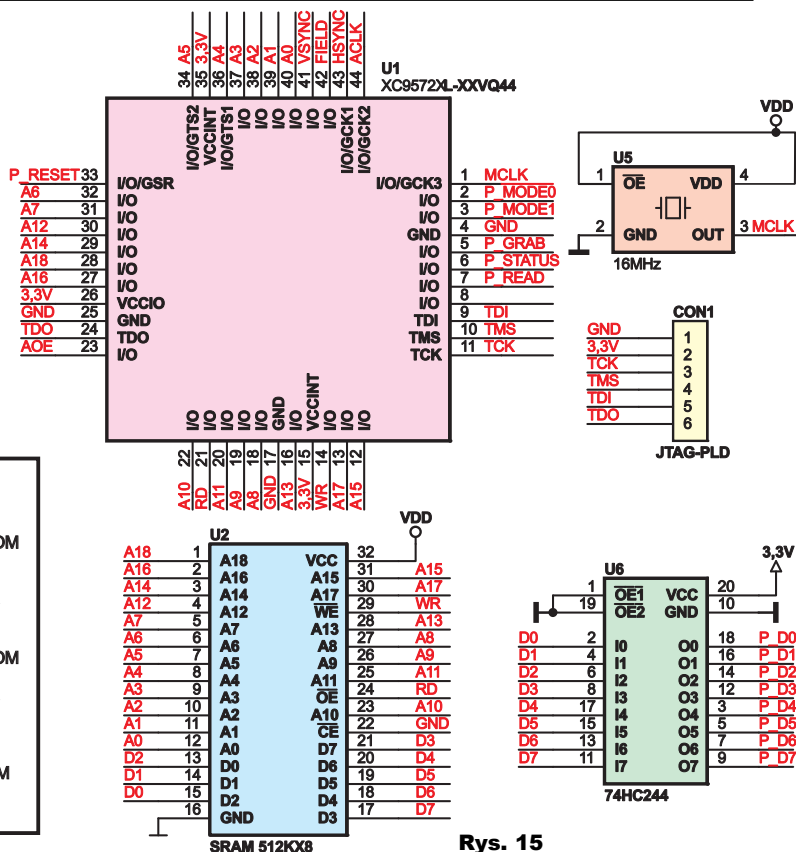 34 A5
35 3,3V
36 A4
37 A3
38 A2
39 A1
40 A0
41 VSYNC
42 FIELD
43 HSYNC
44 ACLK
U1
XC9572XL-XXVQ44
I/O/GTS2
VCCINT
I/O/GTS1
I/O
I/O
I/O
I/O
I/O
I/O
I/O/GCK1
I/O/GCK2
P_RESET 33 I/O/GSR
A6 32 I/O
A7 31 I/O
A12 30 I/O
A14 29 I/O
A18 28 I/O
A16 27 I/O
3,3V 26 VCCIO
GND 25 GND
TDO 24 TDO
AOE 23 I/O
I/O/GCK3 1 MCLK
I/O 2 P_MODE0
I/O 3 P_MODE1
GND 4 GND
I/O 5 P_GRAB
I/O 6 P_STATUS
I/O 7 P_READ
I/O 8
TDI 9 TDI
TMS 10 TMS
TCK 11 TCK
I/O 22 A10
I/O 21 RD
I/O 20 A11
I/O 19 A9
I/O 18 A8
GND 17 GND
I/O 16 A13
VCCINT 15 3,3V
I/O 14 WR
I/O 13 A17
I/O 12 A15
VDD
U5
1 OE VDD 4
2 GND OUT 3 MCLK
16MHz
CON1
GND 1
3,3V 2
TCK 3
TMS 4
TDI 5
TDO 6
JTAG-PLD
OM
OM
M
U2
VDD
A18 1 A18 VCC 32
A16 2 A16 A15 31 A15
A14 3 A14 A17 30 A17
A12 4 A12 WE 29 WR
A7 5 A7 A13 28 A13
A6 6 A6 A8 27 A8
A5 7 A5 A9 26 A9
A4 8 A4 A11 25 A11
A3 9 A3 OE 24 RD
A2 10 A2 A10 23 A10
A1 11 A1 CE 22 GND
A0 12 A0 D7 21 D3
D2 13 D0 D6 20 D4
D1 14 D1 D5 19 D5
D0 15 D2 D4 18 D6
16 GND D3 17 D7
SRAM 512KX8
3,3V
U6
1 OE1 VCC 20
19 OE2 GND 10
D0 2 I0 O0 18 P_D0
D1 4 I1 O1 16 P_D1
D2 6 I2 O2 14 P_D2
D3 8 I3 O3 12 P_D3
D4 17 I4 O4 3 P_D4
D5 15 I5 O5 5 P_D5
D6 13 I6 O6 7 P_D6
D7 11 I7 O7 9 P_D7
74HC244
Rys. 15